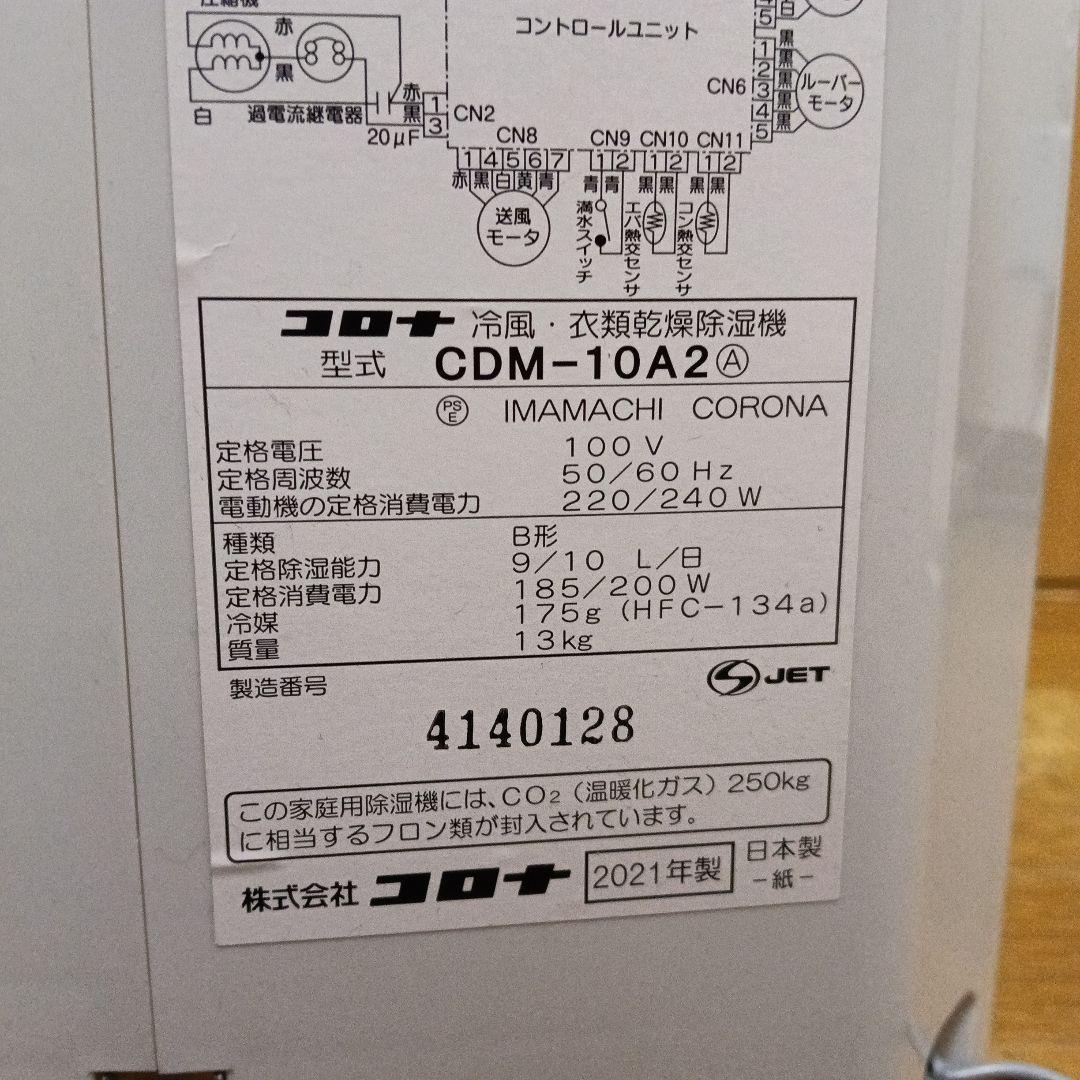 圧縮機
赤
黒
白
過電流継電器
赤
黒
20μF
1
3
CN2
コントロールユニット
4
5
白
CN6
1
2
3
4
5
黒
黒
黒
黒
黒
ルーバー
モータ
CN8
1 4 5 6 7
赤 黒 白 黄 青
送風
モータ
CN9 CN10 CN11
1 2 1 2 1 2
青 青 黒 黒 黒 黒
満水スイッチ
エバ熱交センサ
コン熱交センサ
コロナ 冷風・衣類乾燥除湿機
型式 CDM-10A2Ⓐ
PSE IMAMACHI CORONA
定格電圧 100 V
定格周波数 50/60 Hz
電動機の定格消費電力 220/240 W
種類 B形
定格除湿能力 9/10 L/日
定格消費電力 185/200 W
冷媒 175g (HFC-134a)
質量 13kg
製造番号
JET
4140128
この家庭用除湿機には、CO₂(温暖化ガス)250kg
に相当するフロン類が封入されています。
株式会社 コロナ 2021年製 日本製
-紙-